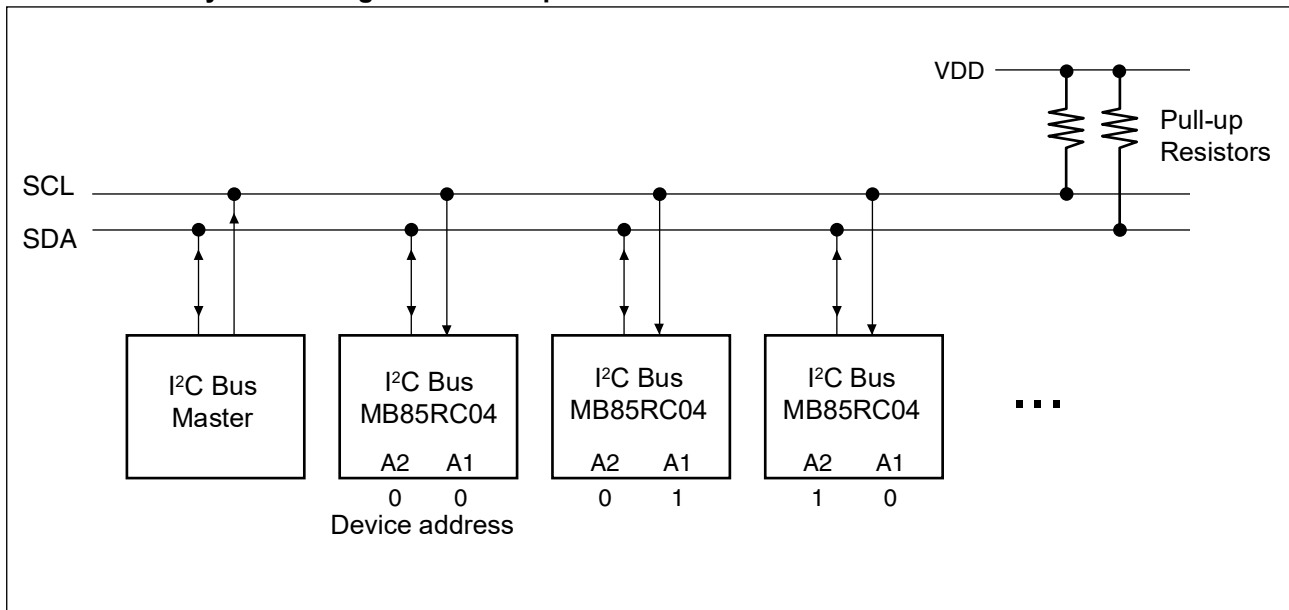 VDD
Pull-up
Resistors
SCL
SDA
I²C Bus
Master
I²C Bus
MB85RC04
A2 A1
0 0
Device address
I²C Bus
MB85RC04
A2 A1
0 1
I²C Bus
MB85RC04
A2 A1
1 0
...